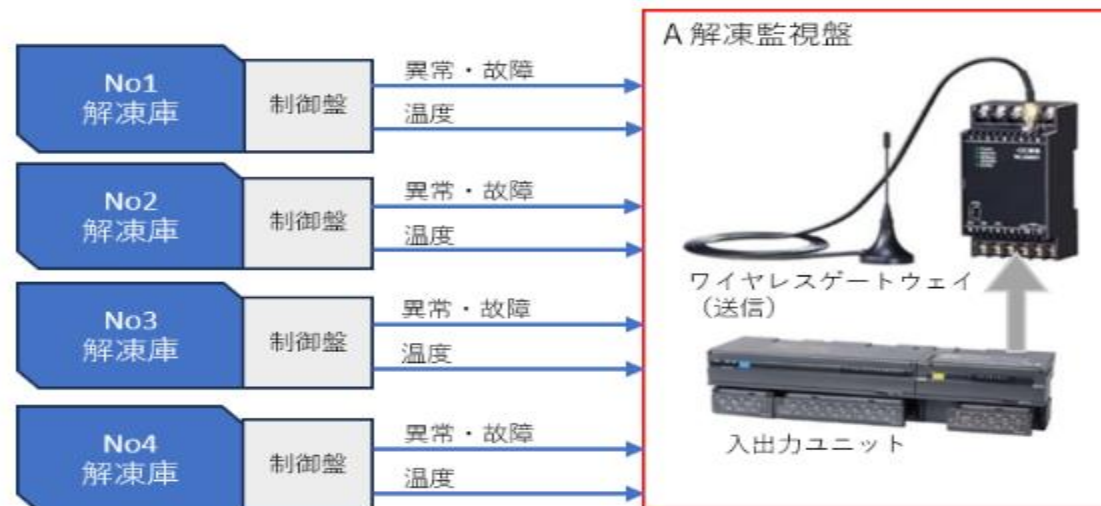 A 解凍監視盤
No1
解凍庫
制御盤
異常・故障
温度
No2
解凍庫
制御盤
異常・故障
温度
No3
解凍庫
制御盤
異常・故障
温度
No4
解凍庫
制御盤
異常・故障
温度
ワイヤレスゲートウェイ
（送信）
入出力ユニット